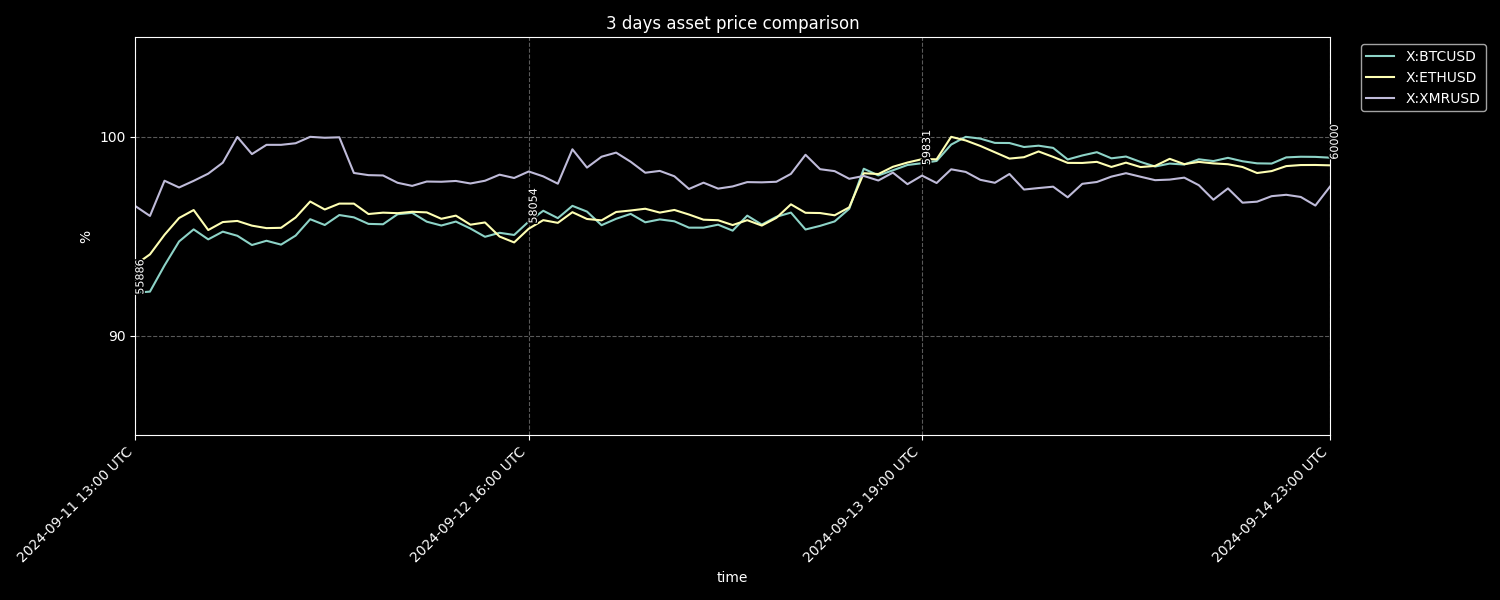 3 days asset price comparison
X:BTCUSD
X:ETHUSD
X:XMRUSD
100
90
%
55886
58054
59831
60000
2024-09-11 13:00 UTC
2024-09-12 16:00 UTC
2024-09-13 19:00 UTC
2024-09-14 23:00 UTC
time